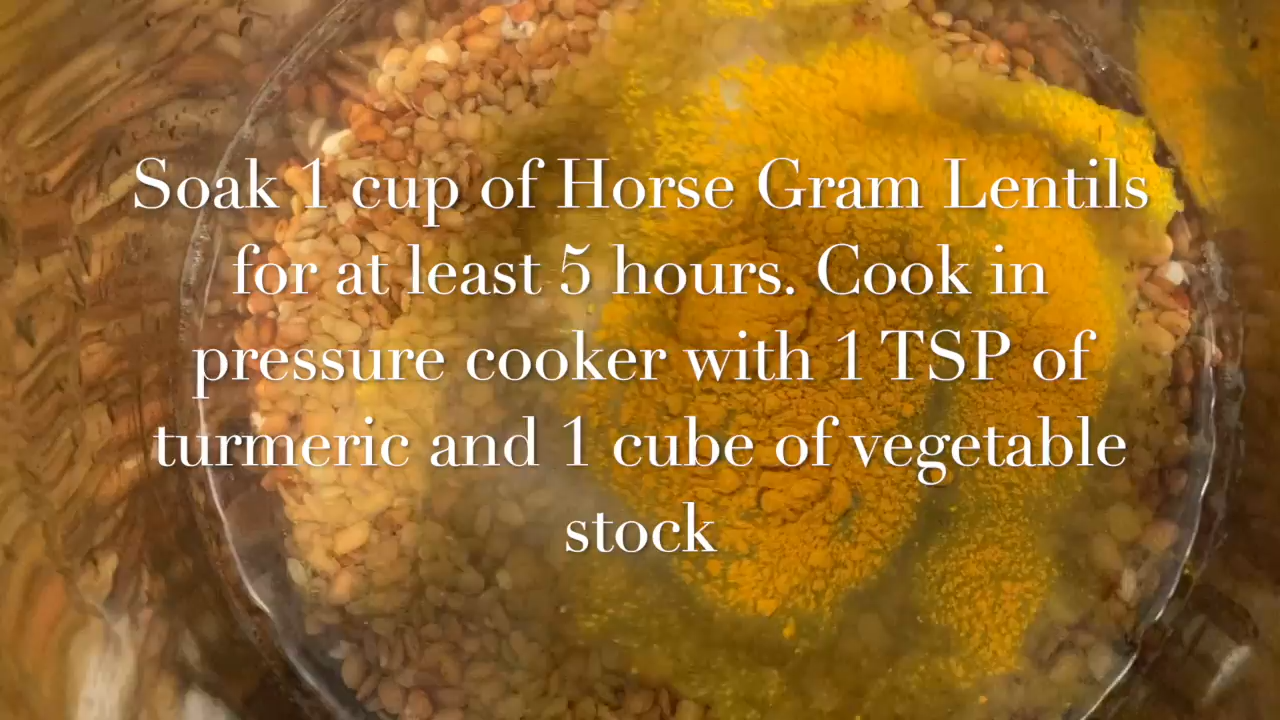 Soak 1 cup of Horse Gram Lentils
for at least 5 hours. Cook in
pressure cooker with 1 TSP of
turmeric and 1 cube of vegetable
stock